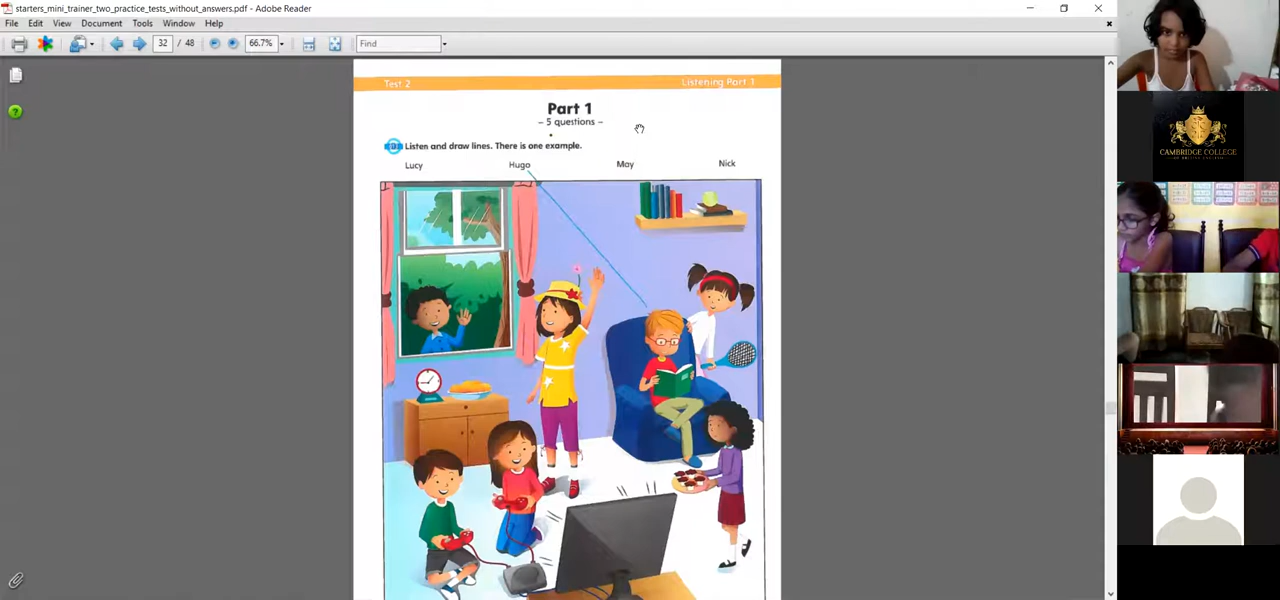 starters_mini_trainer_two_practice_tests_without_answers.pdf - Adobe Reader
File Edit View Document Tools Window Help
32 / 48 66.7% Find
Test 2 Listening Part 1
Part 1
– 5 questions –
Listen and draw lines. There is one example.
Lucy Hugo May Nick
CAMBRIDGE COLLEGE